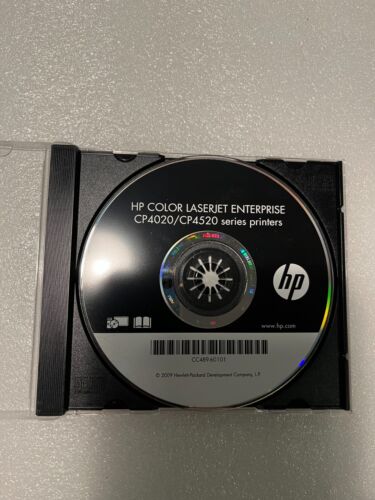 HP COLOR LASERJET ENTERPRISE
CP4020/CP4520 series printers
hp
www.hp.com
CC489-60101
© 2009 Hewlett-Packard Development Company, L.P.